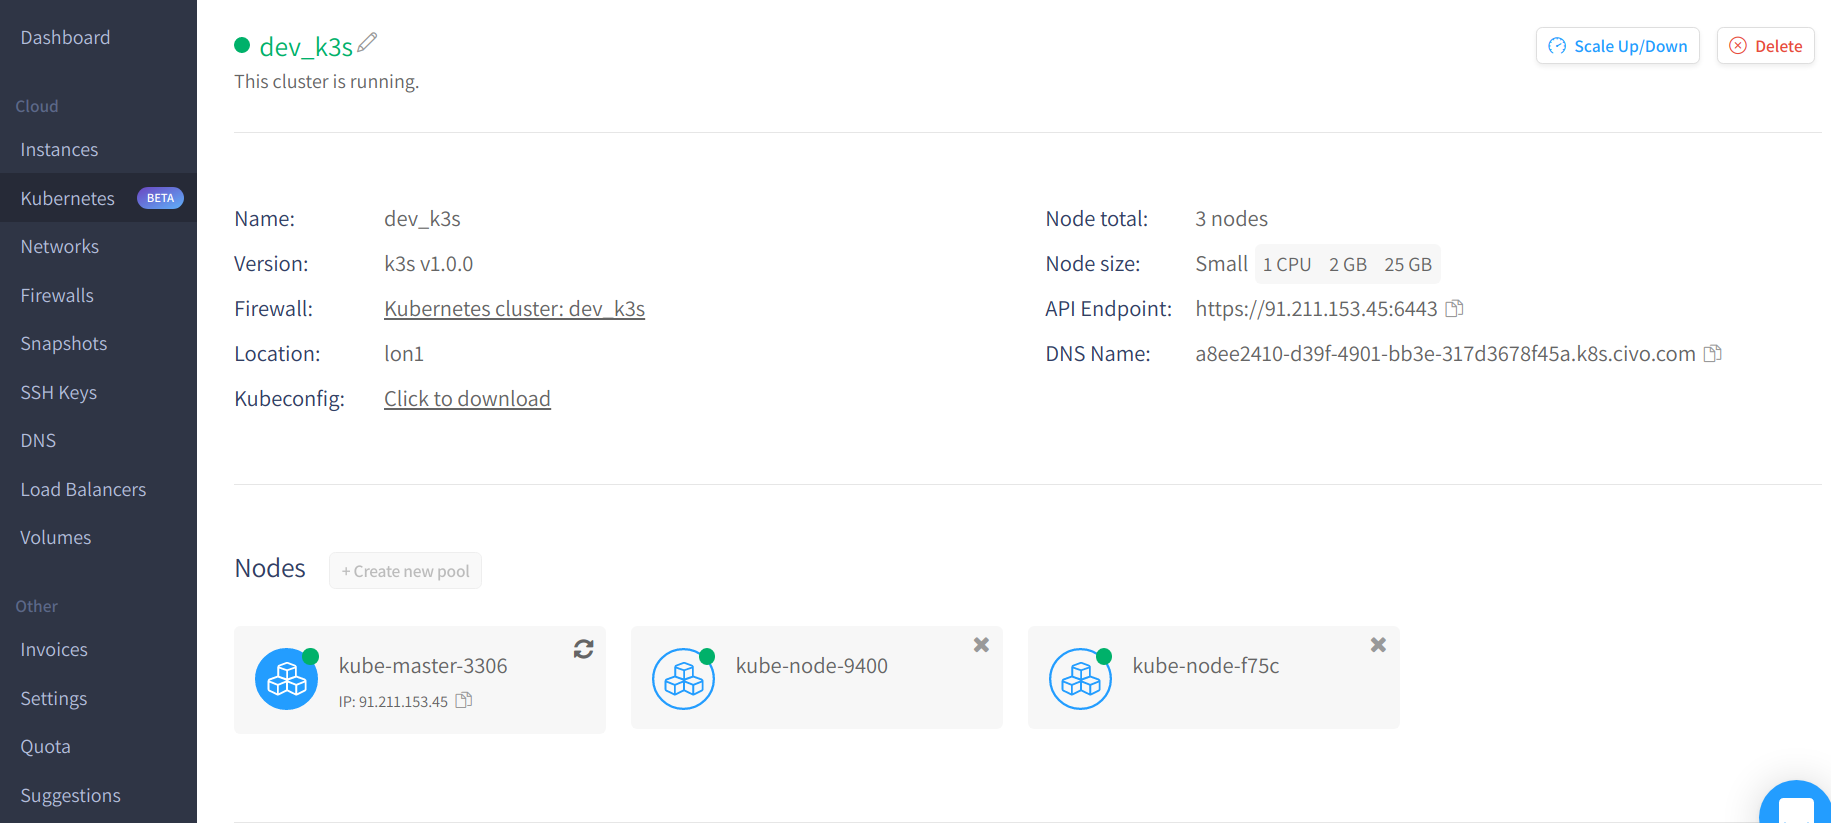 Dashboard
Cloud
Instances
Kubernetes BETA
Networks
Firewalls
Snapshots
SSH Keys
DNS
Load Balancers
Volumes
Other
Invoices
Settings
Quota
Suggestions
dev_k3s
This cluster is running.
Scale Up/Down
Delete
Name: dev_k3s
Version: k3s v1.0.0
Firewall: Kubernetes cluster: dev_k3s
Location: lon1
Kubeconfig: Click to download
Node total: 3 nodes
Node size: Small 1 CPU 2 GB 25 GB
API Endpoint: https://91.211.153.45:6443
DNS Name: a8ee2410-d39f-4901-bb3e-317d3678f45a.k8s.civo.com
Nodes
+ Create new pool
kube-master-3306
IP: 91.211.153.45
kube-node-9400
kube-node-f75c